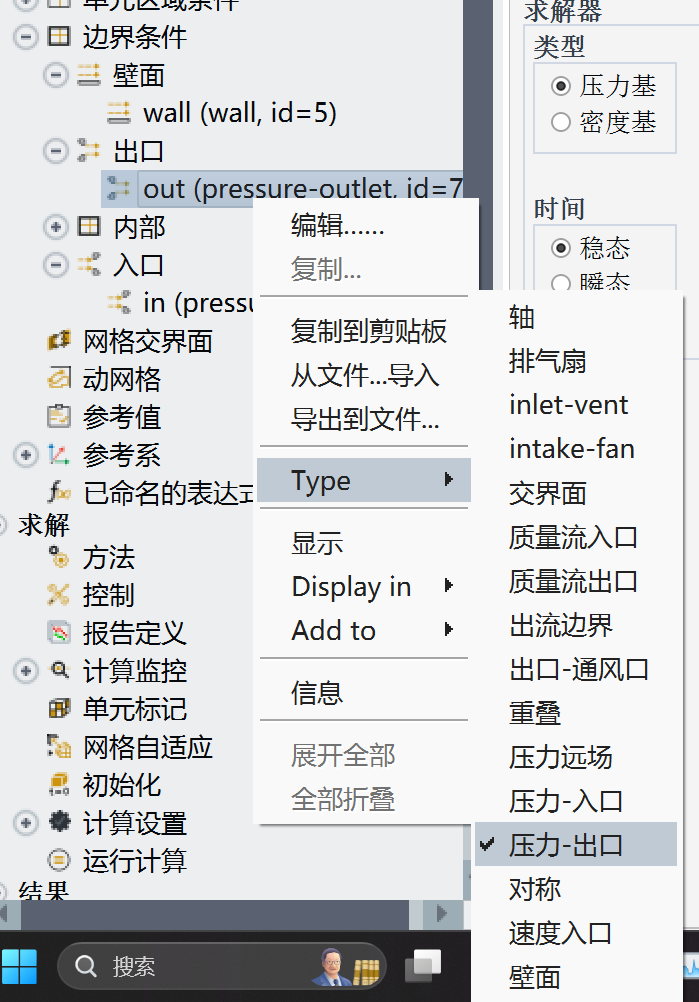 单元区域条件
边界条件
壁面
wall (wall, id=5)
出口
out (pressure-outlet, id=7
内部
入口
in (pressu
网格交界面
动网格
参考值
参考系
已命名的表达式
求解
方法
控制
报告定义
计算监控
单元标记
网格自适应
初始化
计算设置
运行计算
结果
编辑......
复制...
复制到剪贴板
从文件...导入
导出到文件...
Type
显示
Display in
Add to
信息
展开全部
全部折叠
求解器
类型
压力基
密度基
时间
稳态
瞬态
轴
排气扇
inlet-vent
intake-fan
交界面
质量流入口
质量流出口
出流边界
出口-通风口
重叠
压力远场
压力-入口
压力-出口
对称
速度入口
壁面
搜索